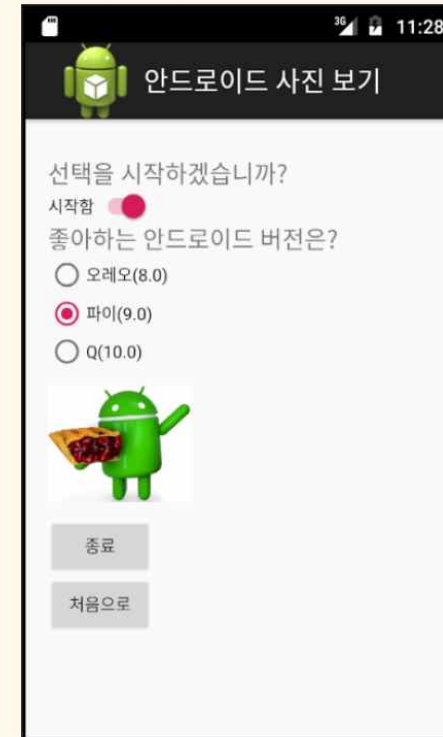 3G 11:28
안드로이드 사진 보기
선택을 시작하겠습니까?
시작함
좋아하는 안드로이드 버전은?
오레오(8.0)
파이(9.0)
Q(10.0)
종료
처음으로